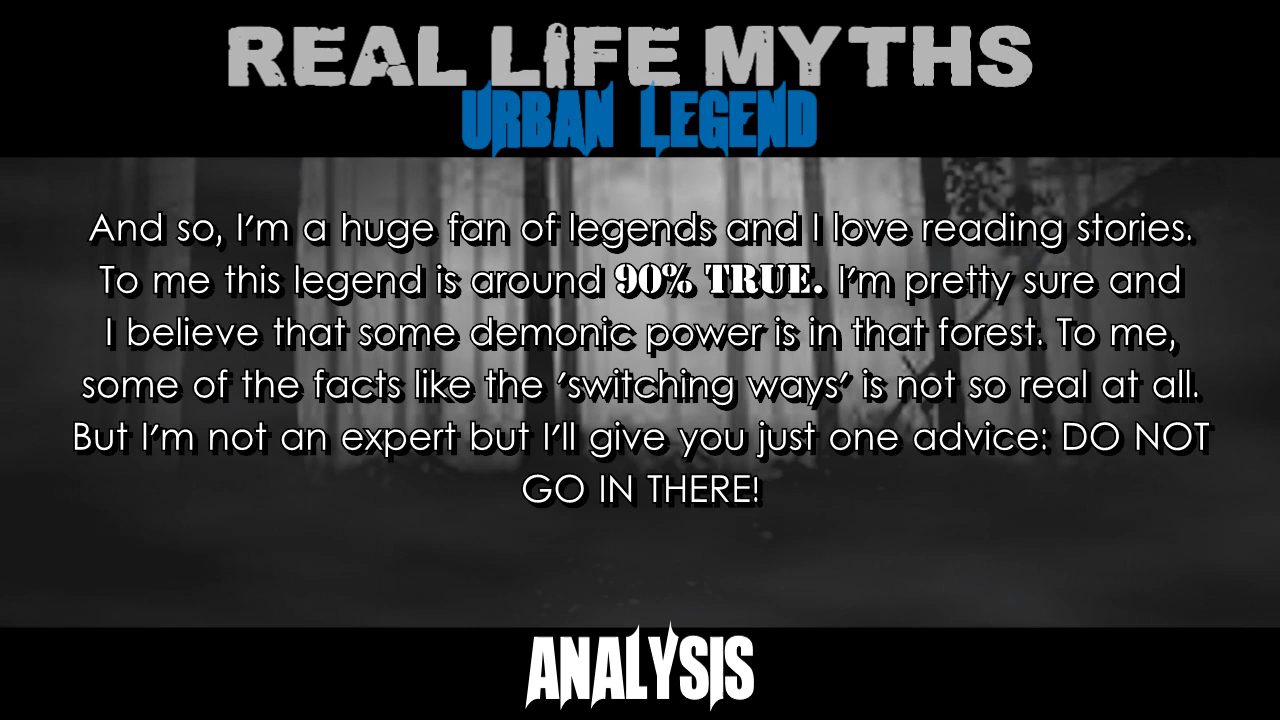 REAL LIFE MYTHS
URBAN LEGEND
And so, I'm a huge fan of legends and I love reading stories.
To me this legend is around 90% TRUE. I'm pretty sure and
I believe that some demonic power is in that forest. To me,
some of the facts like the 'switching ways' is not so real at all.
But I'm not an expert but I'll give you just one advice: DO NOT
GO IN THERE!
ANALYSIS